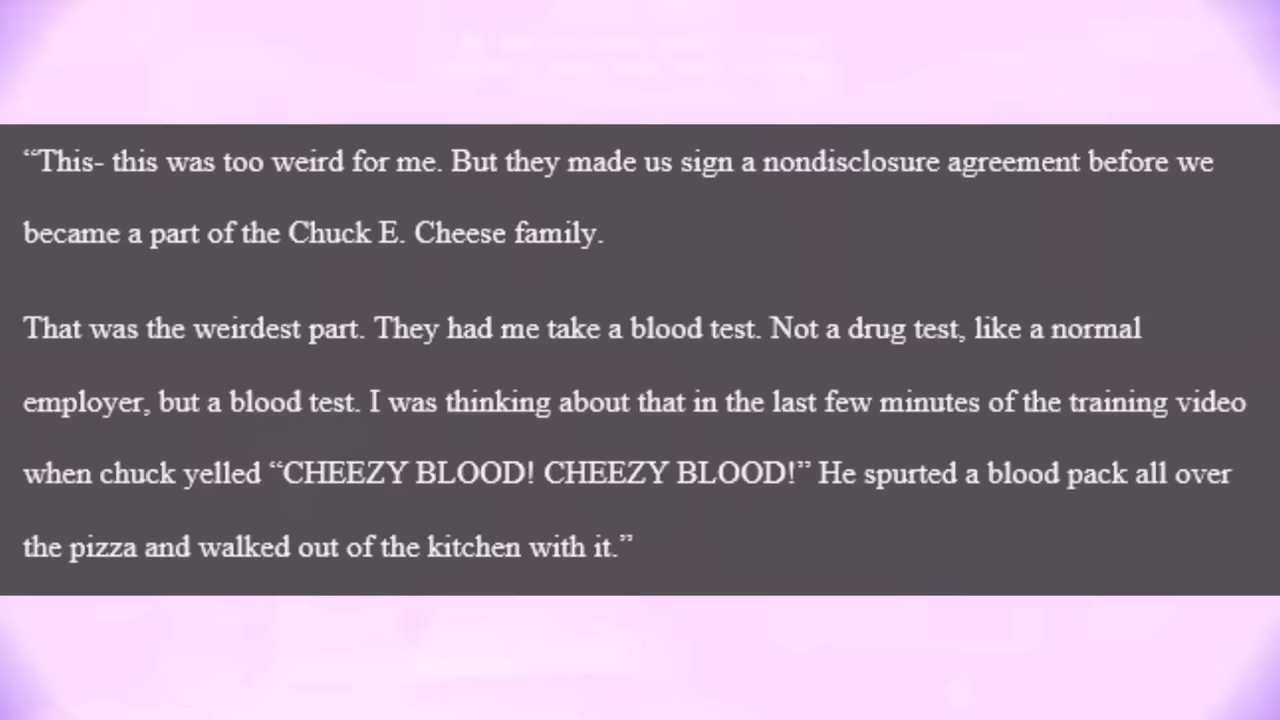 “This- this was too weird for me. But they made us sign a nondisclosure agreement before we
became a part of the Chuck E. Cheese family.
That was the weirdest part. They had me take a blood test. Not a drug test, like a normal
employer, but a blood test. I was thinking about that in the last few minutes of the training video
when chuck yelled “CHEEZY BLOOD! CHEEZY BLOOD!” He spurted a blood pack all over
the pizza and walked out of the kitchen with it.”